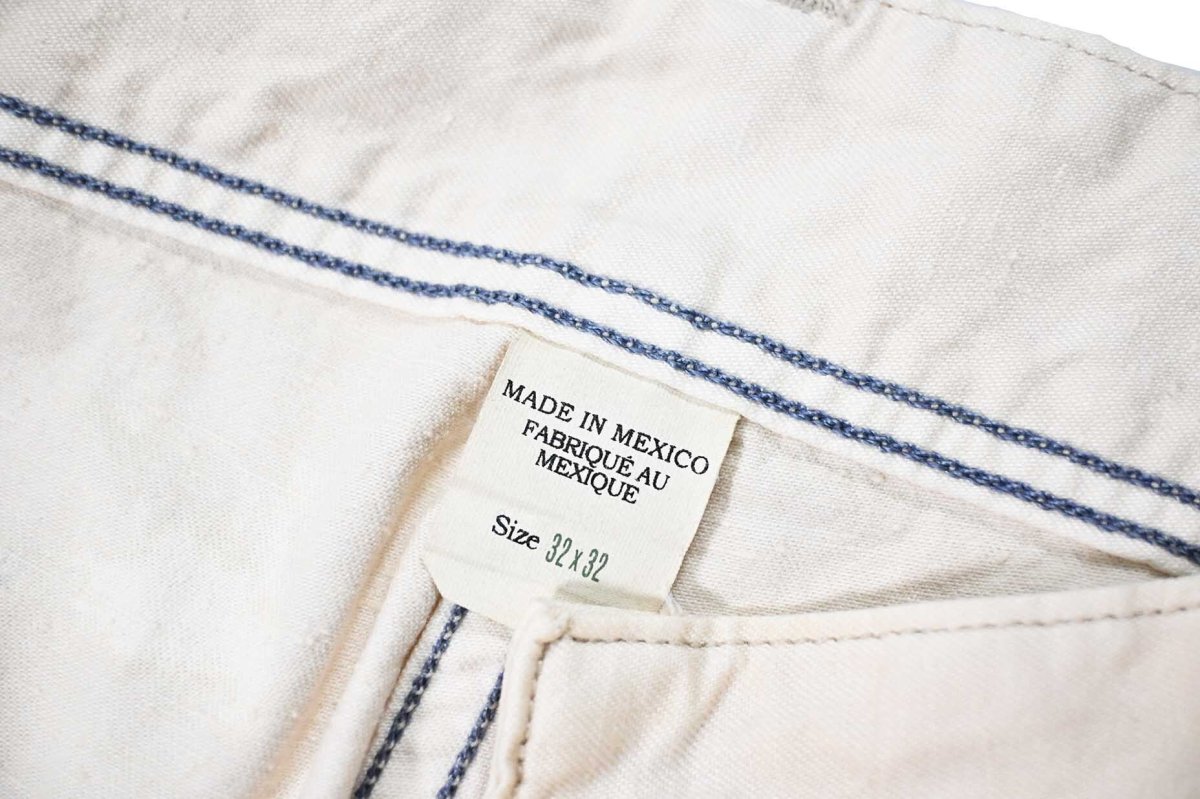 MADE IN MEXICO
FABRIQUÉ AU
MEXIQUE
Size 32 x 32